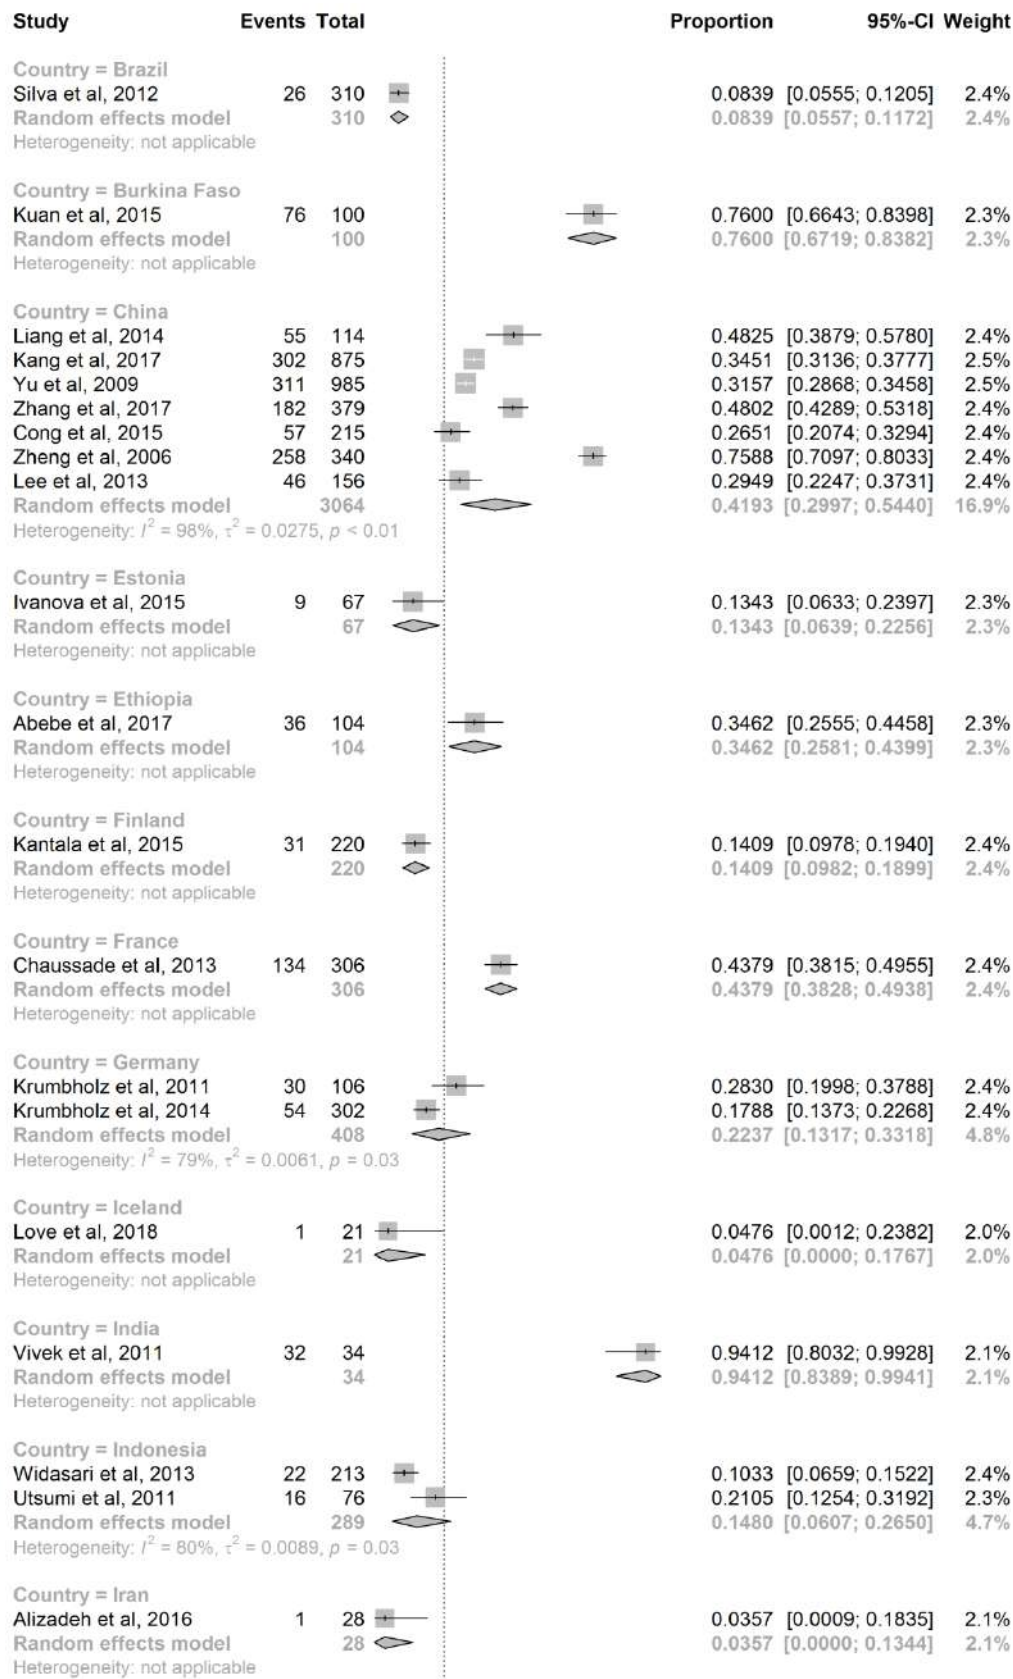 Study Events Total Proportion 95%-CI Weight
Country = Brazil
Silva et al, 2012 26 310 0.0839 [0.0555; 0.1205] 2.4%
Random effects model 310 0.0839 [0.0557; 0.1172] 2.4%
Heterogeneity: not applicable
Country = Burkina Faso
Kuan et al, 2015 76 100 0.7600 [0.6643; 0.8398] 2.3%
Random effects model 100 0.7600 [0.6719; 0.8382] 2.3%
Heterogeneity: not applicable
Country = China
Liang et al, 2014 55 114 0.4825 [0.3879; 0.5780] 2.4%
Kang et al, 2017 302 875 0.3451 [0.3136; 0.3777] 2.5%
Yu et al, 2009 311 985 0.3157 [0.2868; 0.3458] 2.5%
Zhang et al, 2017 182 379 0.4802 [0.4289; 0.5318] 2.4%
Cong et al, 2015 57 215 0.2651 [0.2074; 0.3294] 2.4%
Zheng et al, 2006 258 340 0.7588 [0.7097; 0.8033] 2.4%
Lee et al, 2013 46 156 0.2949 [0.2247; 0.3731] 2.4%
Random effects model 3064 0.4193 [0.2997; 0.5440] 16.9%
Heterogeneity: I² = 98%, τ² = 0.0275, p < 0.01
Country = Estonia
Ivanova et al, 2015 9 67 0.1343 [0.0633; 0.2397] 2.3%
Random effects model 67 0.1343 [0.0639; 0.2256] 2.3%
Heterogeneity: not applicable
Country = Ethiopia
Abebe et al, 2017 36 104 0.3462 [0.2555; 0.4458] 2.3%
Random effects model 104 0.3462 [0.2581; 0.4399] 2.3%
Heterogeneity: not applicable
Country = Finland
Kantala et al, 2015 31 220 0.1409 [0.0978; 0.1940] 2.4%
Random effects model 220 0.1409 [0.0982; 0.1899] 2.4%
Heterogeneity: not applicable
Country = France
Chaussade et al, 2013 134 306 0.4379 [0.3815; 0.4955] 2.4%
Random effects model 306 0.4379 [0.3828; 0.4938] 2.4%
Heterogeneity: not applicable
Country = Germany
Krumbholz et al, 2011 30 106 0.2830 [0.1998; 0.3788] 2.4%
Krumbholz et al, 2014 54 302 0.1788 [0.1373; 0.2268] 2.4%
Random effects model 408 0.2237 [0.1317; 0.3318] 4.8%
Heterogeneity: I² = 79%, τ² = 0.0061, p = 0.03
Country = Iceland
Love et al, 2018 1 21 0.0476 [0.0012; 0.2382] 2.0%
Random effects model 21 0.0476 [0.0000; 0.1767] 2.0%
Heterogeneity: not applicable
Country = India
Vivek et al, 2011 32 34 0.9412 [0.8032; 0.9928] 2.1%
Random effects model 34 0.9412 [0.8389; 0.9941] 2.1%
Heterogeneity: not applicable
Country = Indonesia
Widasari et al, 2013 22 213 0.1033 [0.0659; 0.1522] 2.4%
Utsumi et al, 2011 16 76 0.2105 [0.1254; 0.3192] 2.3%
Random effects model 289 0.1480 [0.0607; 0.2650] 4.7%
Heterogeneity: I² = 80%, τ² = 0.0089, p = 0.03
Country = Iran
Alizadeh et al, 2016 1 28 0.0357 [0.0009; 0.1835] 2.1%
Random effects model 28 0.0357 [0.0000; 0.1344] 2.1%
Heterogeneity: not applicable